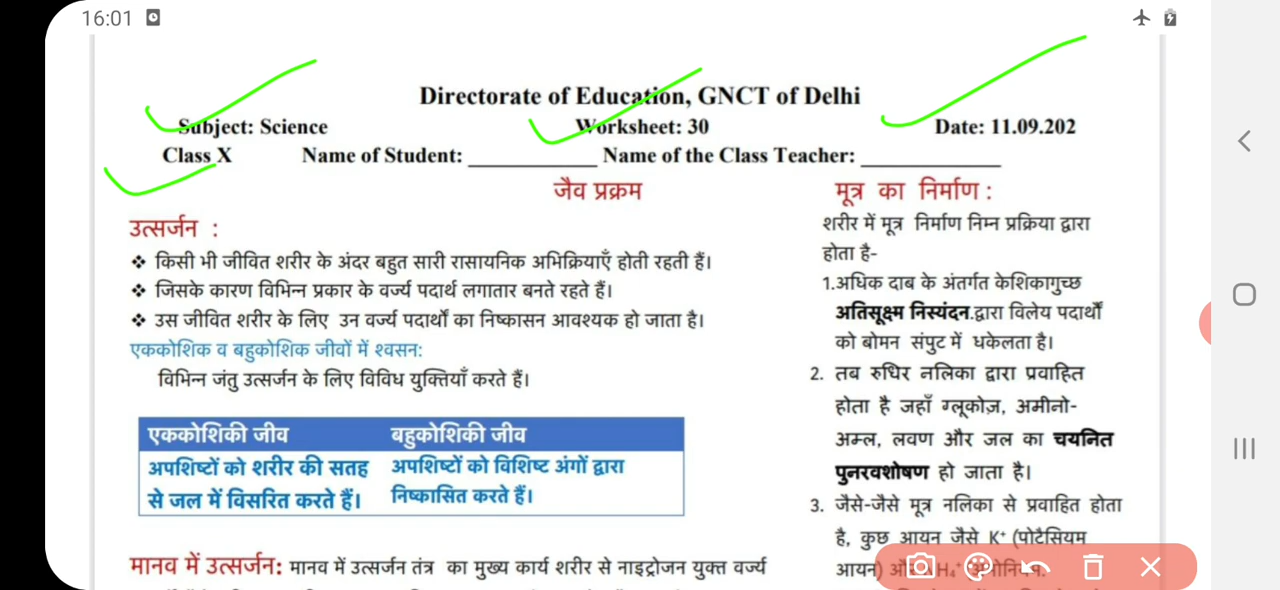 16:01
Directorate of Education, GNCT of Delhi
Subject: Science Worksheet: 30 Date: 11.09.202
Class X Name of Student: ____________ Name of the Class Teacher: _____________
जैव प्रक्रम
उत्सर्जन :
❖ किसी भी जीवित शरीर के अंदर बहुत सारी रासायनिक अभिक्रियाएँ होती रहती हैं।
❖ जिसके कारण विभिन्न प्रकार के वर्ज्य पदार्थ लगातार बनते रहते हैं।
❖ उस जीवित शरीर के लिए उन वर्ज्य पदार्थों का निष्कासन आवश्यक हो जाता है।
एककोशिक व बहुकोशिक जीवों में श्वसन:
विभिन्न जंतु उत्सर्जन के लिए विविध युक्तियाँ करते हैं।
एककोशिकी जीव बहुकोशिकी जीव
अपशिष्टों को शरीर की सतह अपशिष्टों को विशिष्ट अंगों द्वारा
से जल में विसरित करते हैं। निष्कासित करते हैं।
मानव में उत्सर्जन: मानव में उत्सर्जन तंत्र का मुख्य कार्य शरीर से नाइट्रोजन युक्त वर्ज्य
मूत्र का निर्माण :
शरीर में मूत्र निर्माण निम्न प्रक्रिया द्वारा
होता है-
1.अधिक दाब के अंतर्गत केशिकागुच्छ
अतिसूक्ष्म निस्यंदन.द्वारा विलेय पदार्थों
को बोमन संपुट में धकेलता है।
2. तब रुधिर नलिका द्वारा प्रवाहित
होता है जहाँ ग्लूकोज़, अमीनो-
अम्ल, लवण और जल का चयनित
पुनरवशोषण हो जाता है।
3. जैसे-जैसे मूत्र नलिका से प्रवाहित होता
है, कुछ आयन जैसे K⁺ (पोटैसियम
आयन)